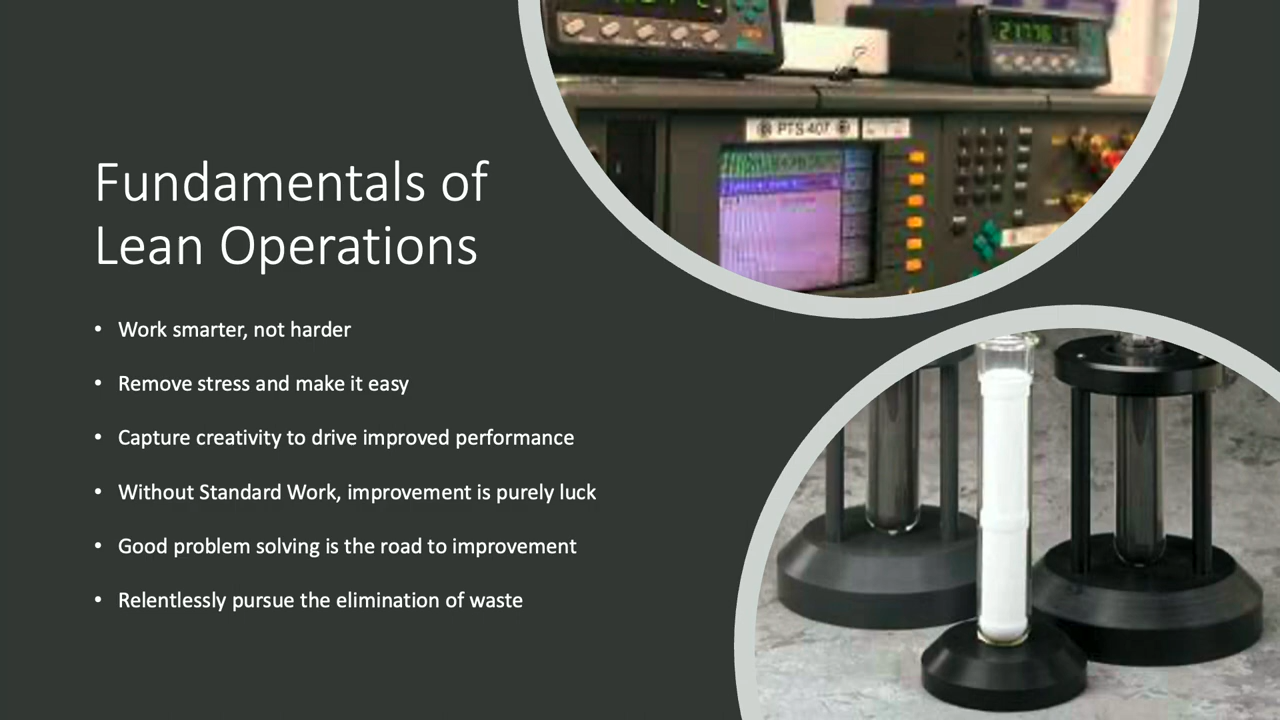 Fundamentals of
Lean Operations
• Work smarter, not harder
• Remove stress and make it easy
• Capture creativity to drive improved performance
• Without Standard Work, improvement is purely luck
• Good problem solving is the road to improvement
• Relentlessly pursue the elimination of waste
PTS-407